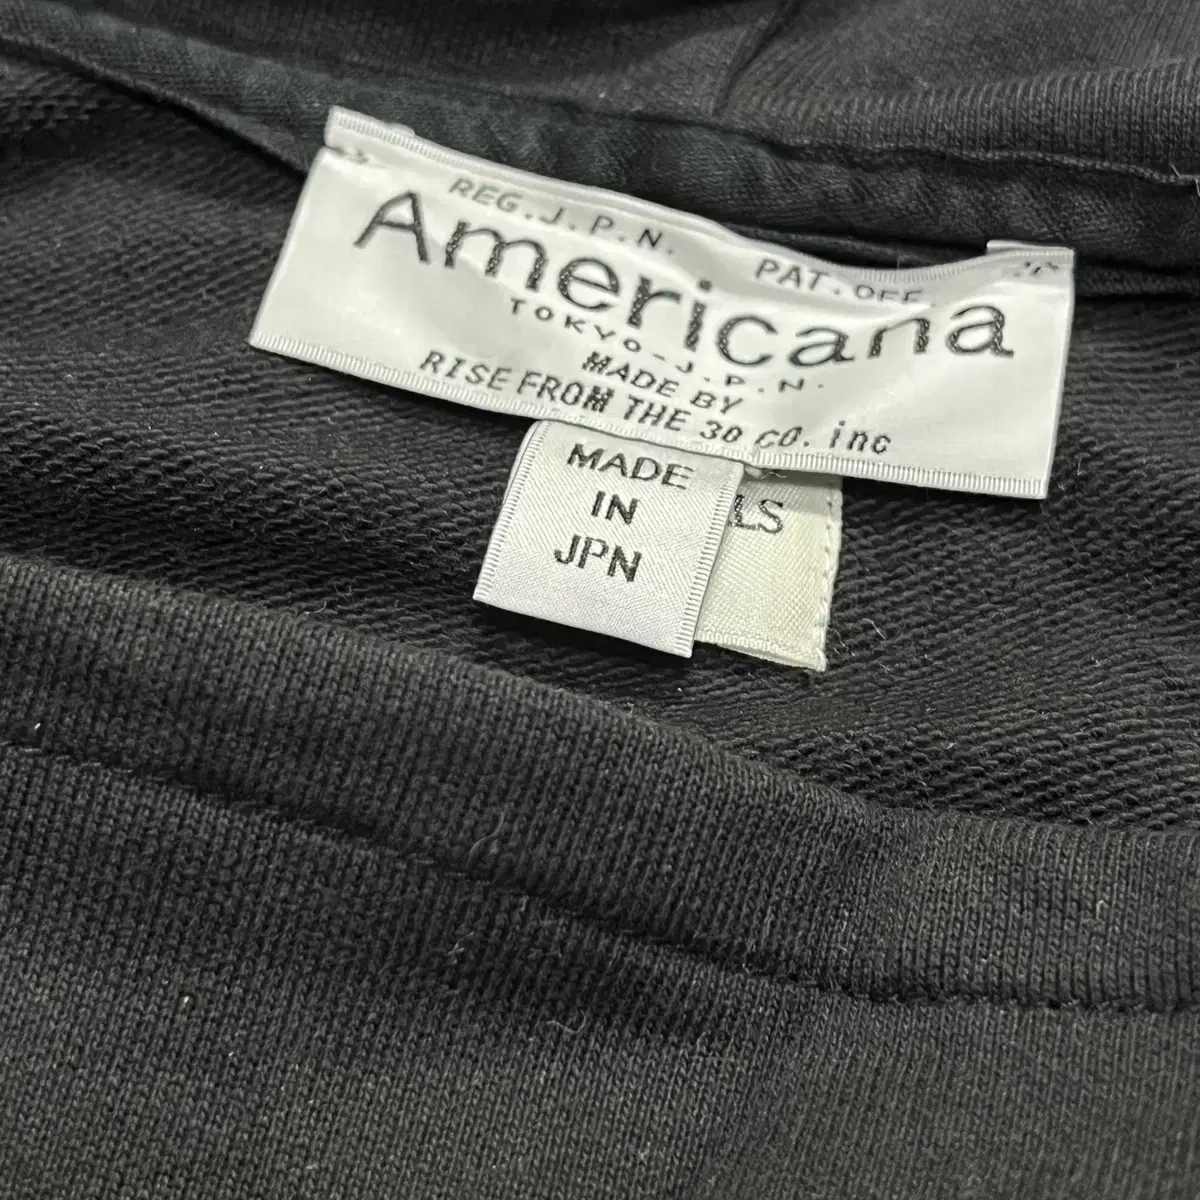 REG.J.P.N. PAT.OFF.
Americana
TOKYO-J.P.N.
MADE BY
RISE FROM THE 30 CO. inc
MADE
IN
JPN
LS